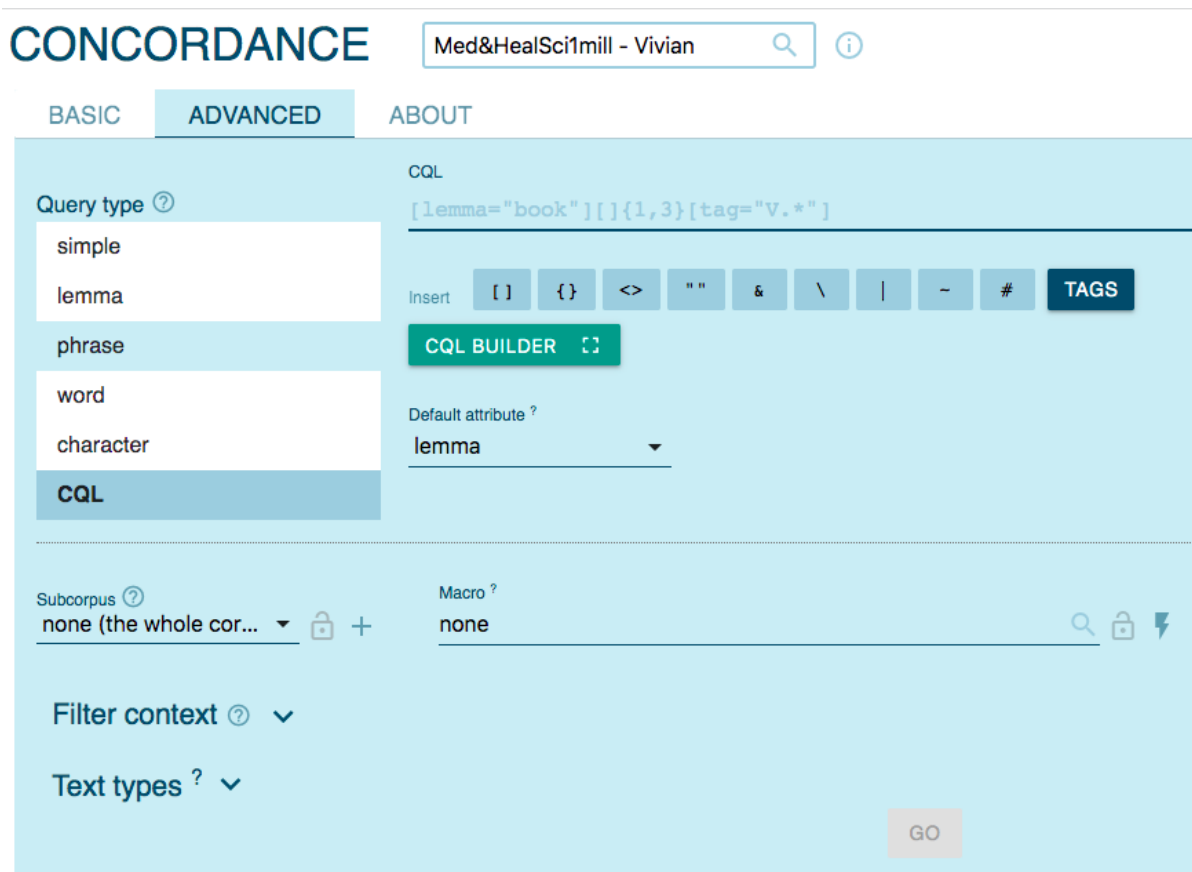 CONCORDANCE Med&HealSci1mill - Vivian
BASIC ADVANCED ABOUT
CQL
Query type ?
[lemma="book"][]{1,3}[tag="V.*"]
simple
lemma
Insert [] {} <> "" & \ | ~ # TAGS
phrase
CQL BUILDER
word
Default attribute ?
character
lemma
CQL
Subcorpus ?
Macro ?
none (the whole cor...
none
Filter context ?
Text types ?
GO